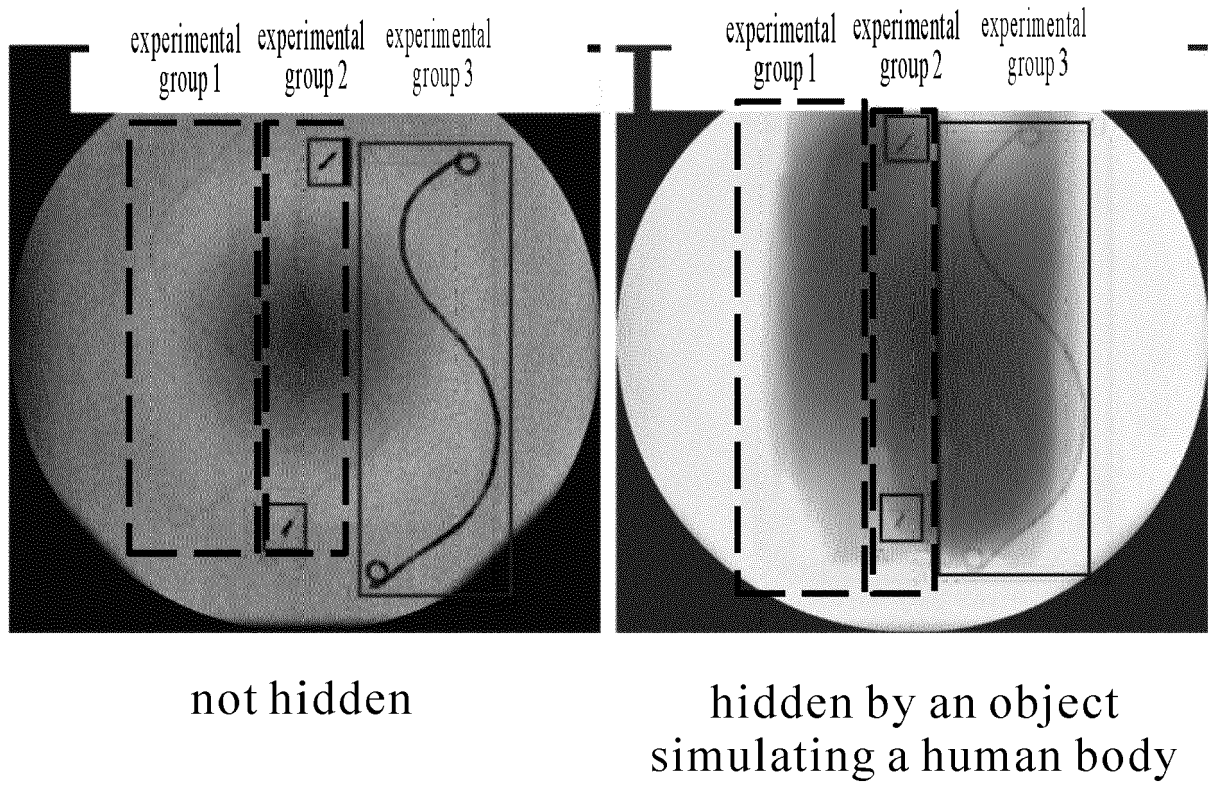 experimental group 1
experimental group 2
experimental group 3
experimental group 1
experimental group 2
experimental group 3
not hidden
hidden by an object
simulating a human body